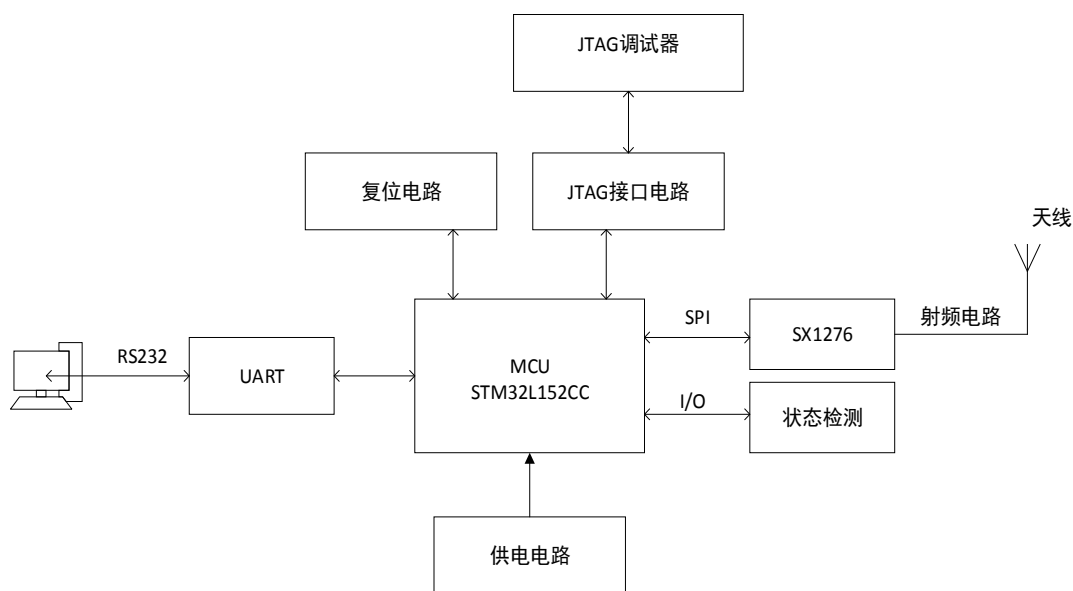 JTAG调试器
复位电路
JTAG接口电路
天线
SPI
SX1276
射频电路
RS232
UART
MCU
STM32L152CC
I/O
状态检测
供电电路